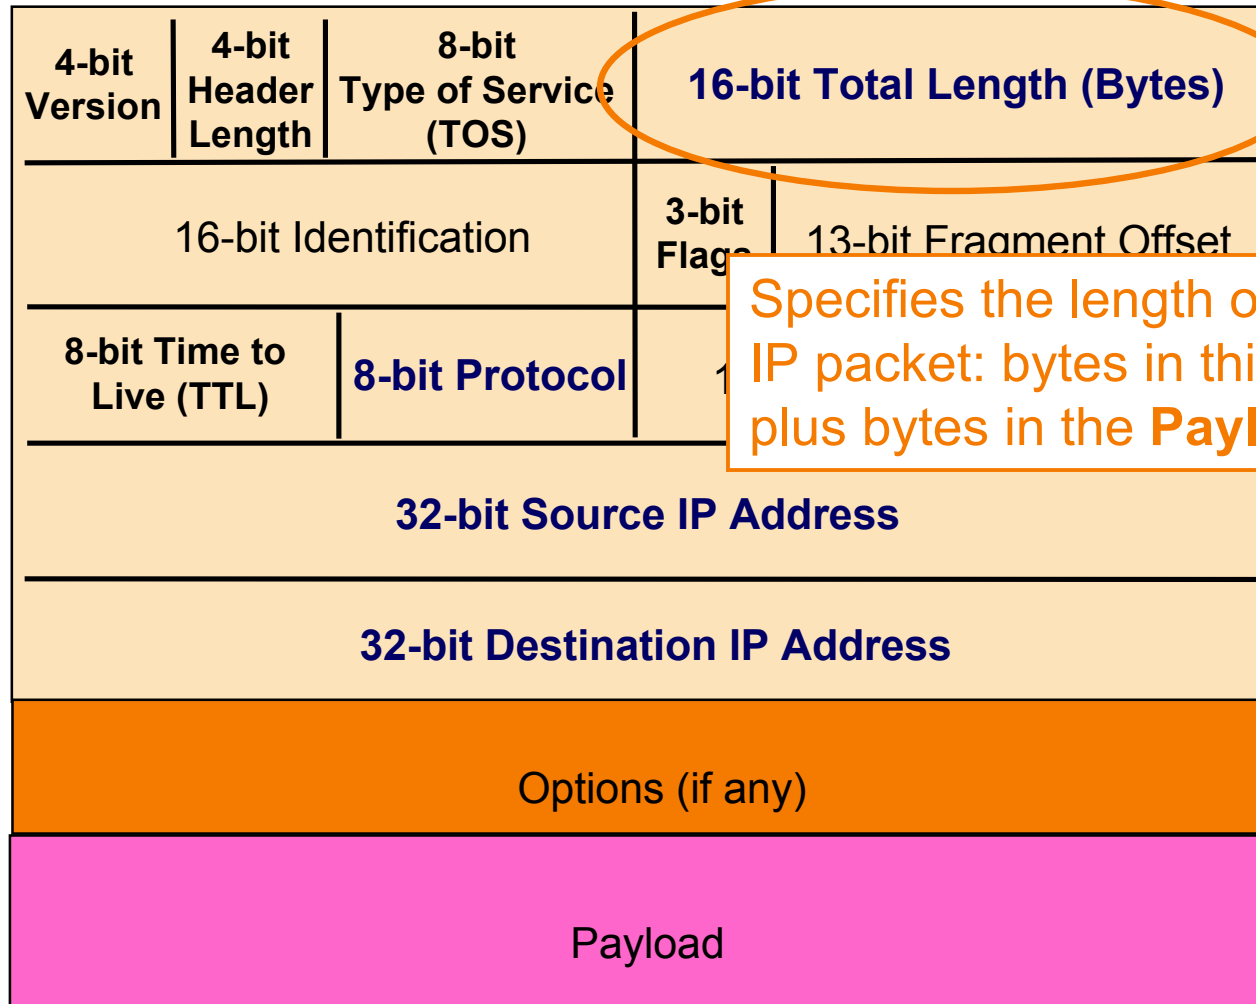 4-bit
Version
4-bit
Header
Length
8-bit
Type of Service
(TOS)
16-bit Total Length (Bytes)
16-bit Identification
3-bit
Flags
13-bit Fragment Offset
8-bit Time to
Live (TTL)
8-bit Protocol
Specifies the length
IP packet: bytes in
plus bytes in the
32-bit Source IP Address
32-bit Destination IP Address
Options (if any)
Payload